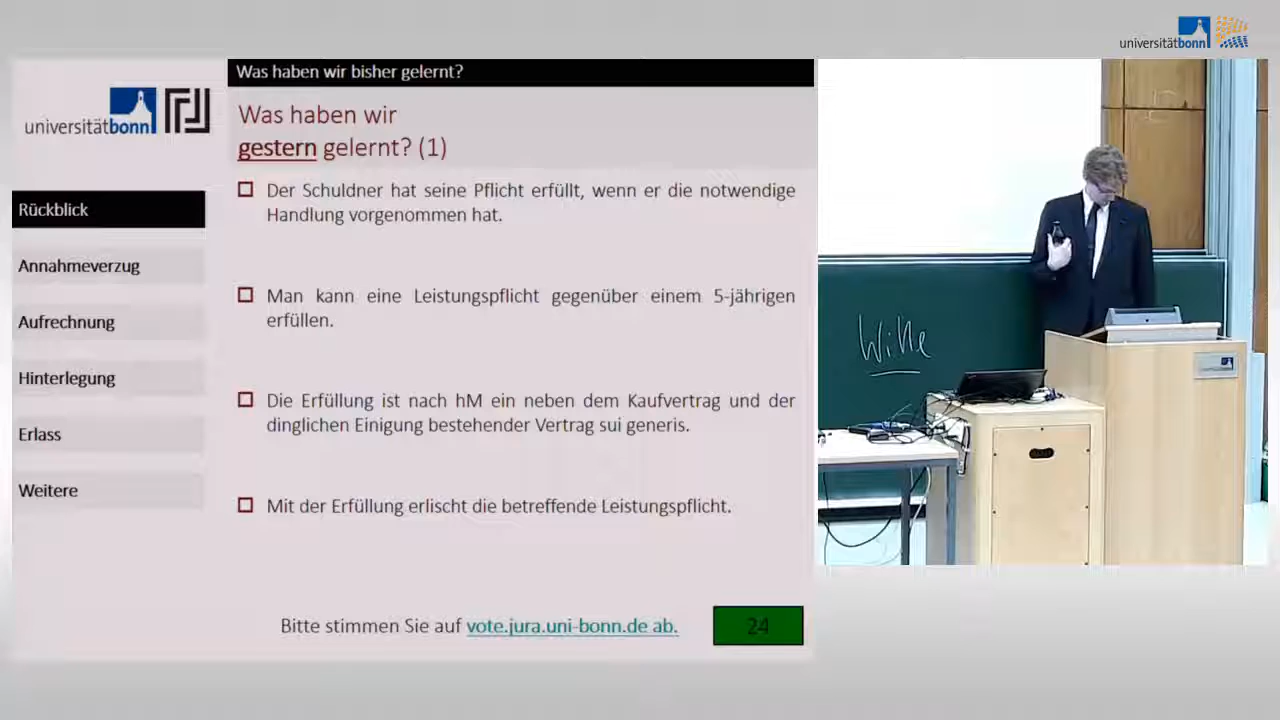 universitätbonn
Was haben wir bisher gelernt?
universitätbonn
Was haben wir
gestern gelernt? (1)
Rückblick
Annahmeverzug
Aufrechnung
Hinterlegung
Erlass
Weitere
Der Schuldner hat seine Pflicht erfüllt, wenn er die notwendige
Handlung vorgenommen hat.
Man kann eine Leistungspflicht gegenüber einem 5-jährigen
erfüllen.
Die Erfüllung ist nach hM ein neben dem Kaufvertrag und der
dinglichen Einigung bestehender Vertrag sui generis.
Mit der Erfüllung erlischt die betreffende Leistungspflicht.
Bitte stimmen Sie auf vote.jura.uni-bonn.de ab.
24
Wille